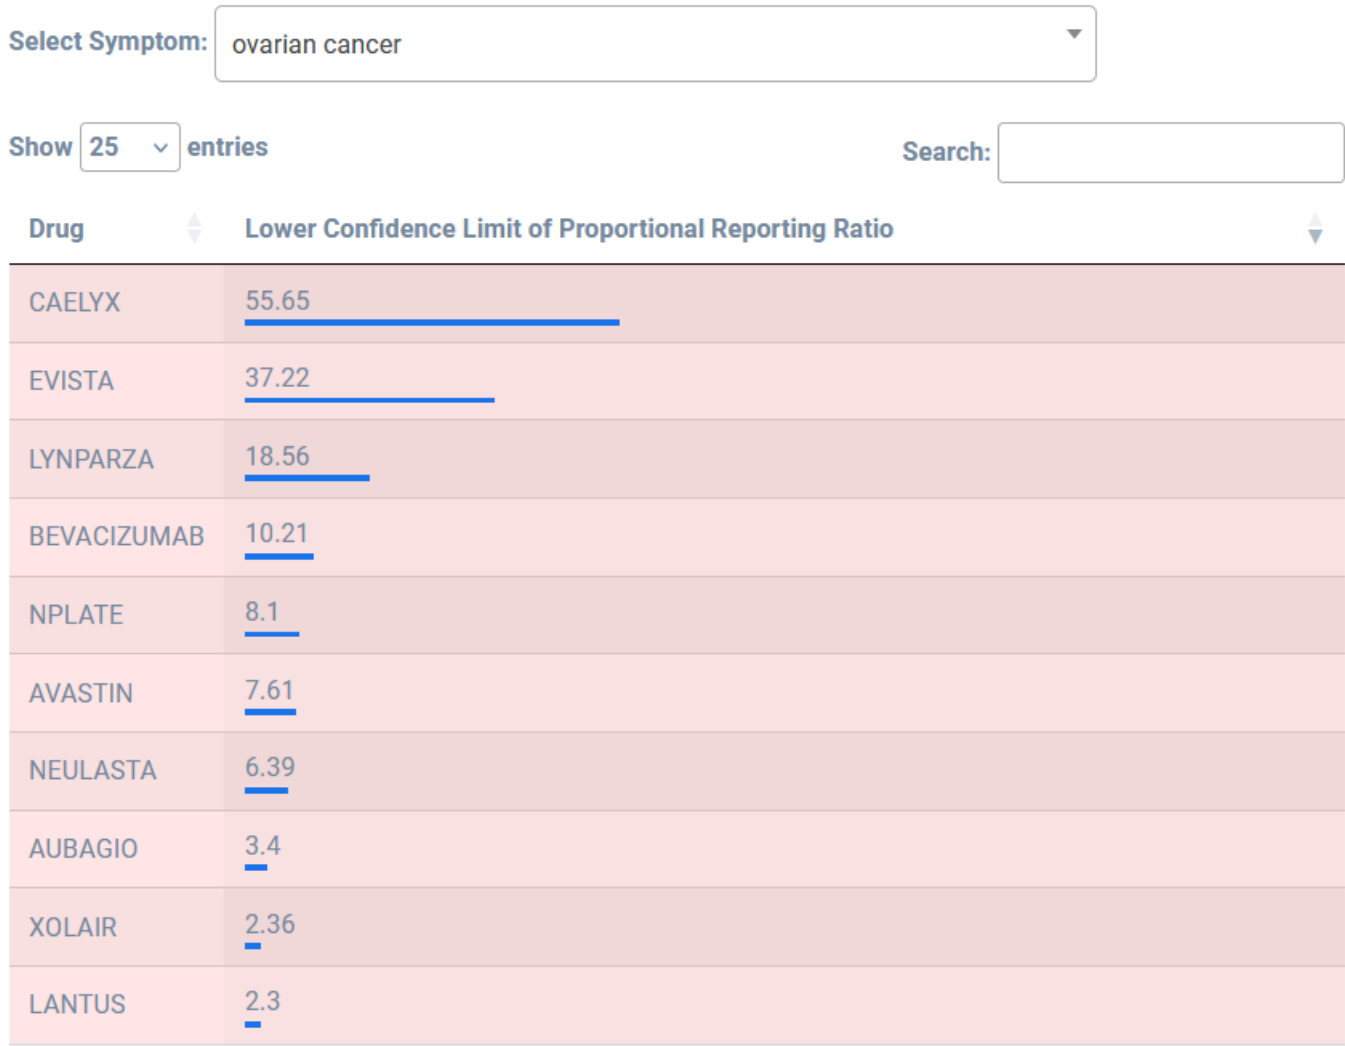 Select Symptom: ovarian cancer
Show 25 entries Search:
Drug Lower Confidence Limit of Proportional Reporting Ratio
CAELYX 55.65
EVISTA 37.22
LYNPARZA 18.56
BEVACIZUMAB 10.21
NPLATE 8.1
AVASTIN 7.61
NEULASTA 6.39
AUBAGIO 3.4
XOLAIR 2.36
LANTUS 2.3